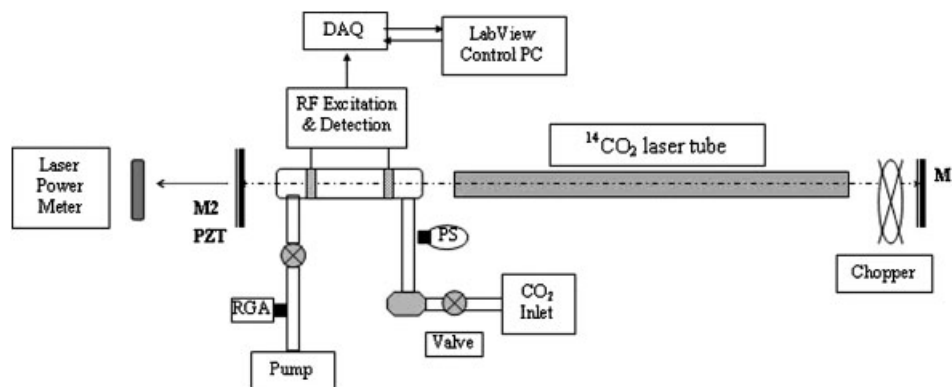 DAQ
LabView
Control PC
RF Excitation
& Detection
¹⁴CO₂ laser tube
Laser
Power
Meter
M2
PZT
M
PS
Chopper
RGA
CO₂
Inlet
Valve
Pump